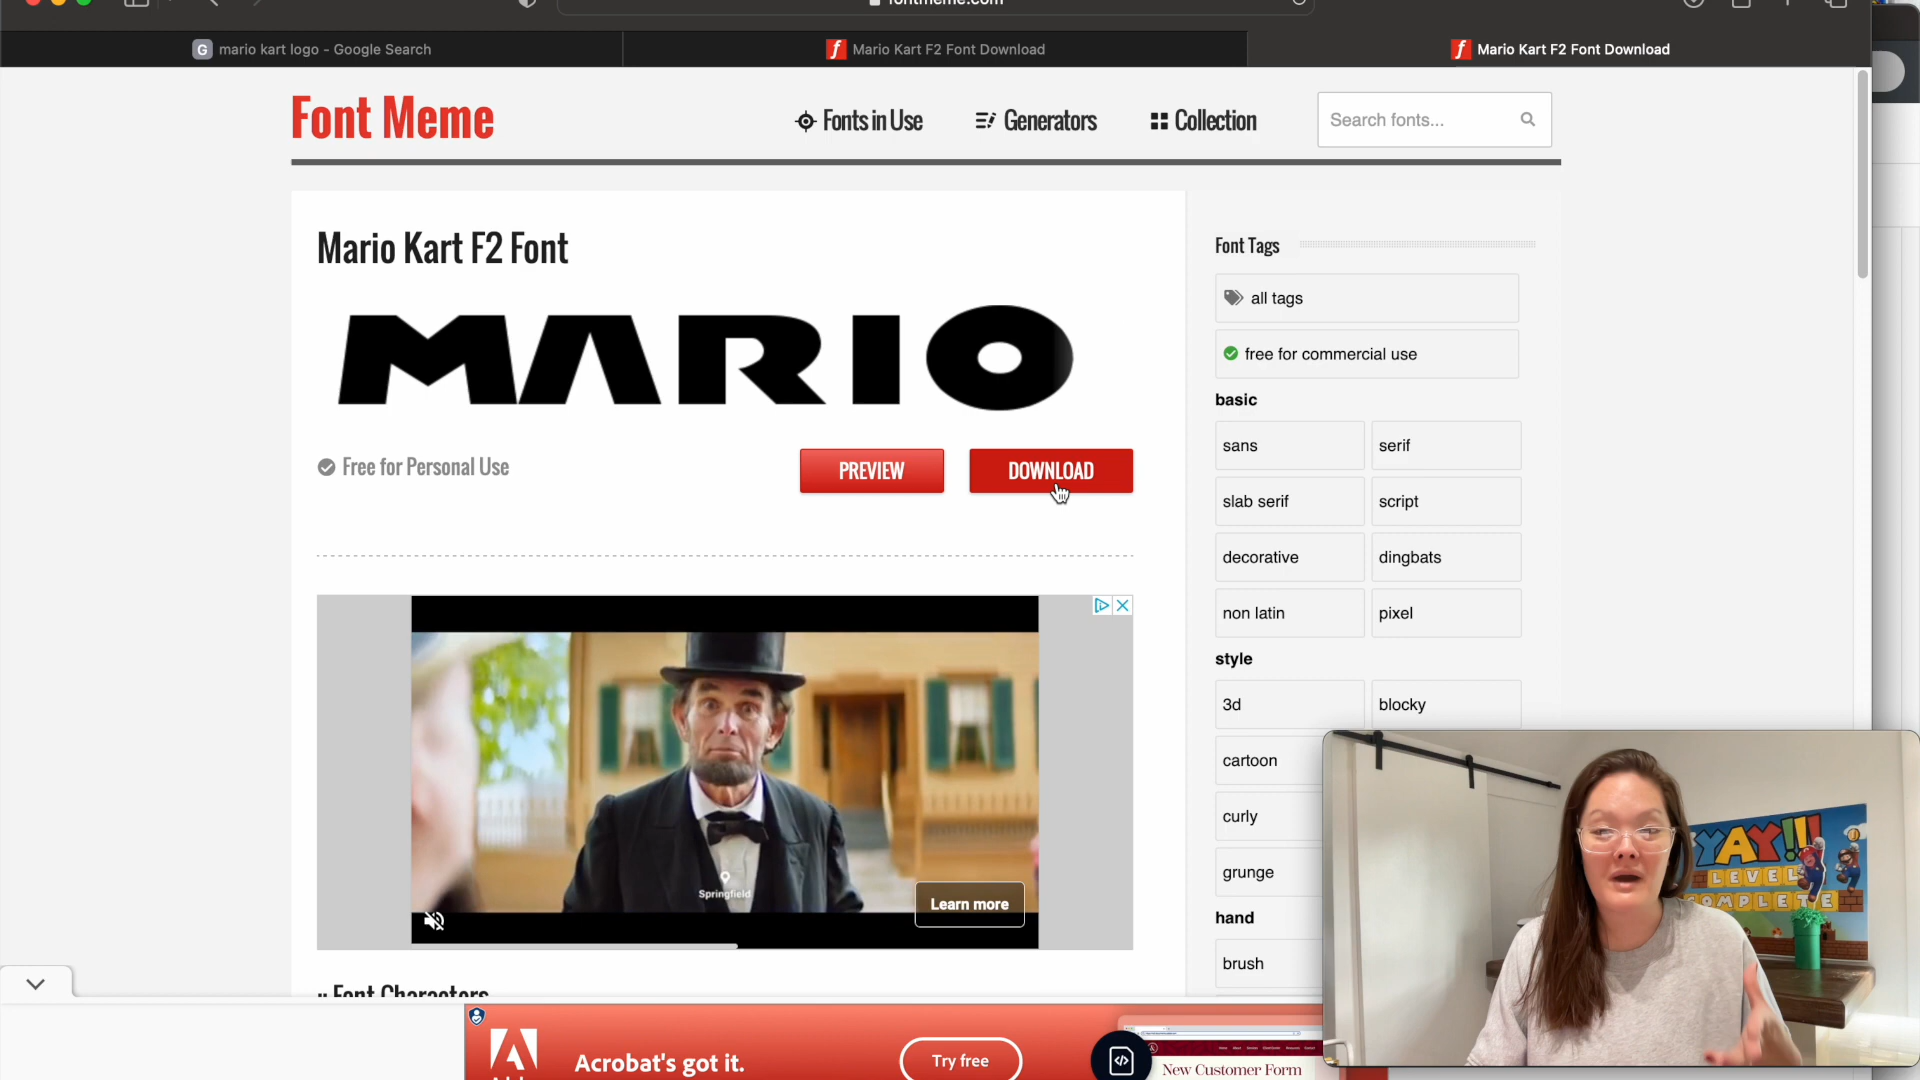 fontmeme.com
G mario kart logo - Google Search
f Mario Kart F2 Font Download
f Mario Kart F2 Font Download
Font Meme
Fonts in Use
Generators
Collection
Search fonts...
Mario Kart F2 Font
MARIO
Free for Personal Use
PREVIEW
DOWNLOAD
Springfield
Learn more
» Font Characters
Font Tags
all tags
free for commercial use
basic
sans
serif
slab serif
script
decorative
dingbats
non latin
pixel
style
3d
blocky
cartoon
curly
grunge
hand
brush
YAY!!!
LEVEL
COMPLETE
Acrobat's got it.
Try free
New Customer Form